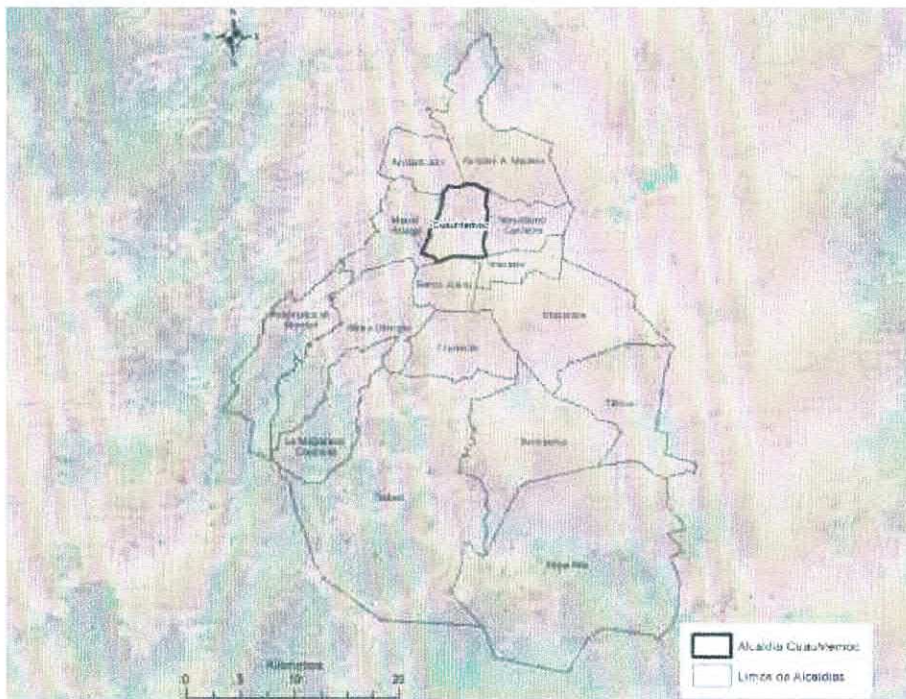 N
E
Azcapotzalco
Gustavo A. Madero
Miguel
Hidalgo
Cuauhtémoc
Venustiano
Carranza
Iztacalco
Benito Juárez
Cuajimalpa de
Morelos
Álvaro Obregón
Iztapalapa
Coyoacán
Tláhuac
La Magdalena
Contreras
Xochimilco
Tlalpan
Milpa Alta
Kilómetros
0 5 10 20
Alcaldía Cuauhtémoc
Límites de Alcaldías